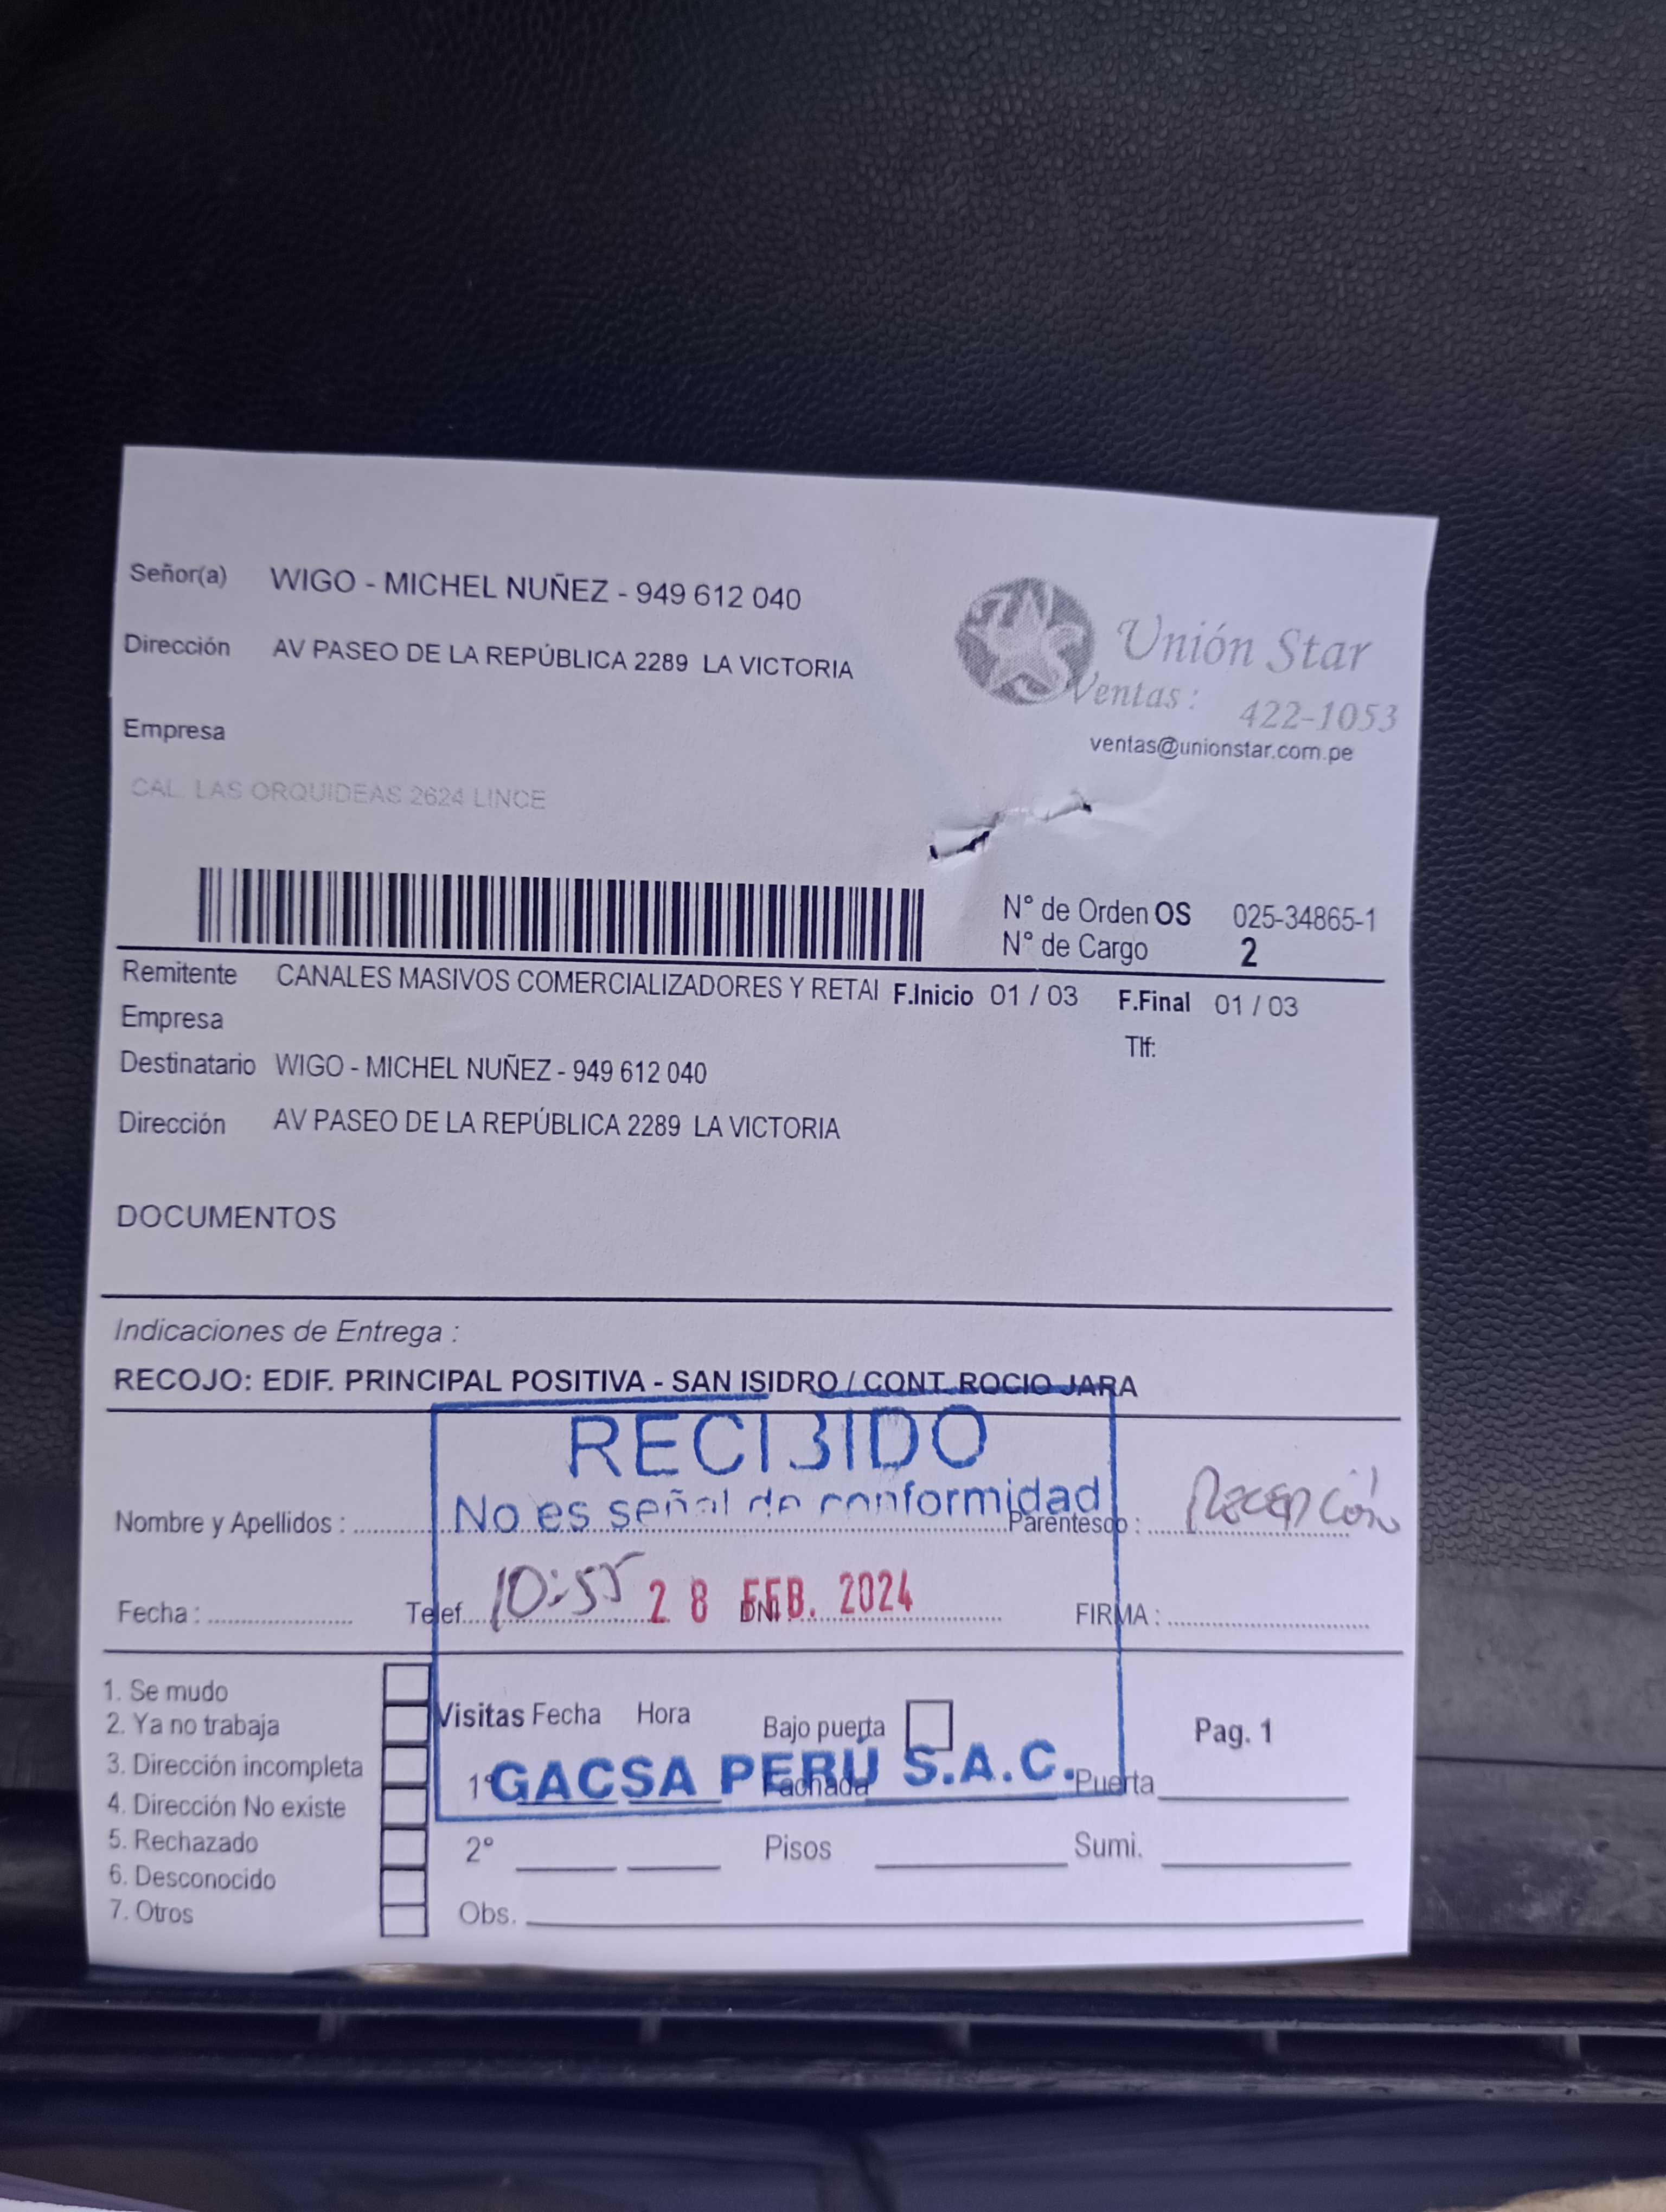 Señor(a) WIGO - MICHEL NUÑEZ - 949 612 040
Dirección AV PASEO DE LA REPÚBLICA 2289 LA VICTORIA
Unión Star
Ventas : 422-1053
ventas@unionstar.com.pe
Empresa
CAL. LAS ORQUIDEAS 2624 LINCE
N° de Orden OS 025-34865-1
N° de Cargo 2
Remitente CANALES MASIVOS COMERCIALIZADORES Y RETAI F.Inicio 01 / 03 F.Final 01 / 03
Empresa
Tlf:
Destinatario WIGO - MICHEL NUÑEZ - 949 612 040
Dirección AV PASEO DE LA REPÚBLICA 2289 LA VICTORIA
DOCUMENTOS
Indicaciones de Entrega :
RECOJO: EDIF. PRINCIPAL POSITIVA - SAN ISIDRO / CONT. ROCIO JARA
RECIBIDO
No es señal de conformidad
Nombre y Apellidos : Parentesco : Recepción
Fecha : Telef. 10:55 28 FEB. 2024 DNI FIRMA :
1. Se mudo
2. Ya no trabaja
3. Dirección incompleta
4. Dirección No existe
5. Rechazado
6. Desconocido
7. Otros
Visitas Fecha Hora Bajo puerta Pag. 1
GACSA PERÚ S.A.C.
1° Fachada Puerta
2° Pisos Sumi.
Obs.